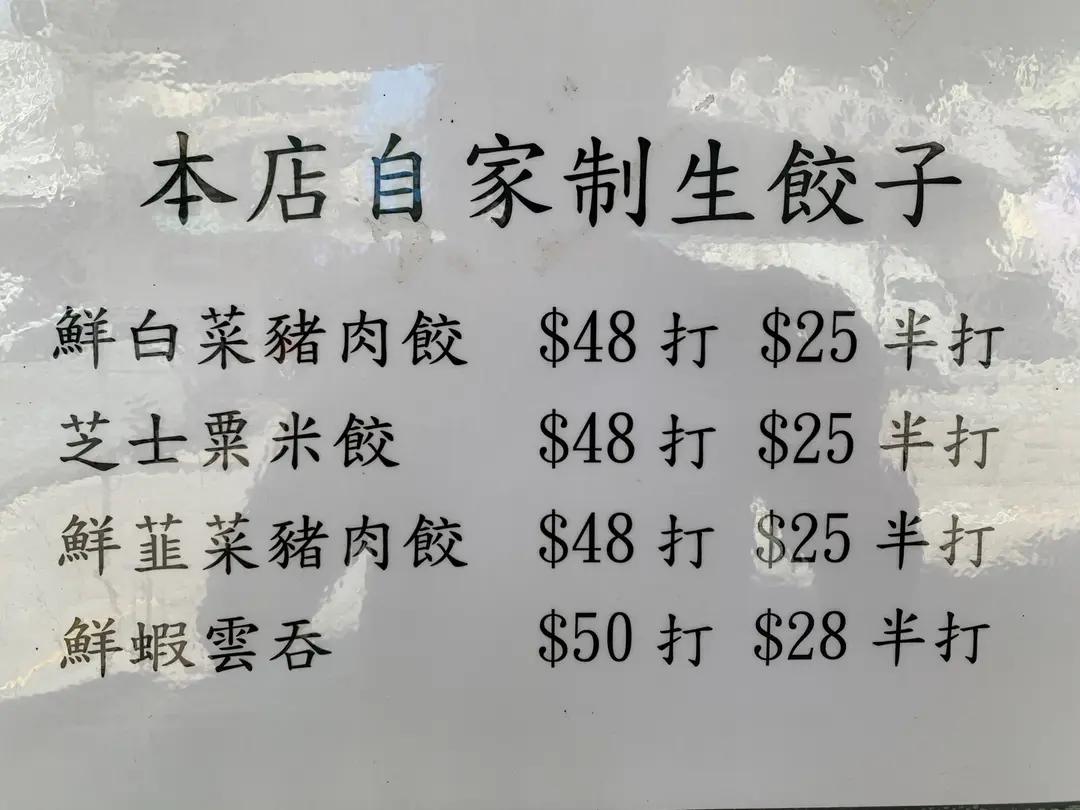 本店自家制生餃子
鮮白菜豬肉餃 $48 打 $25 半打
芝士粟米餃 $48 打 $25 半打
鮮韮菜豬肉餃 $48 打 $25 半打
鮮蝦雲吞 $50 打 $28 半打